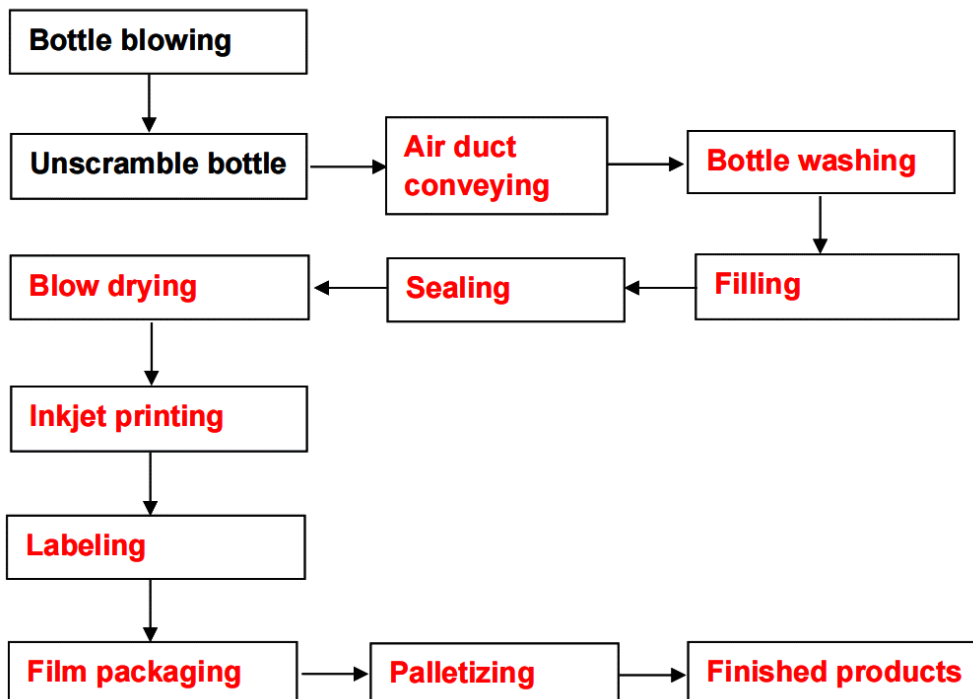 Bottle blowing
Unscramble bottle
Air duct
conveying
Bottle washing
Filling
Sealing
Blow drying
Inkjet printing
Labeling
Film packaging
Palletizing
Finished products